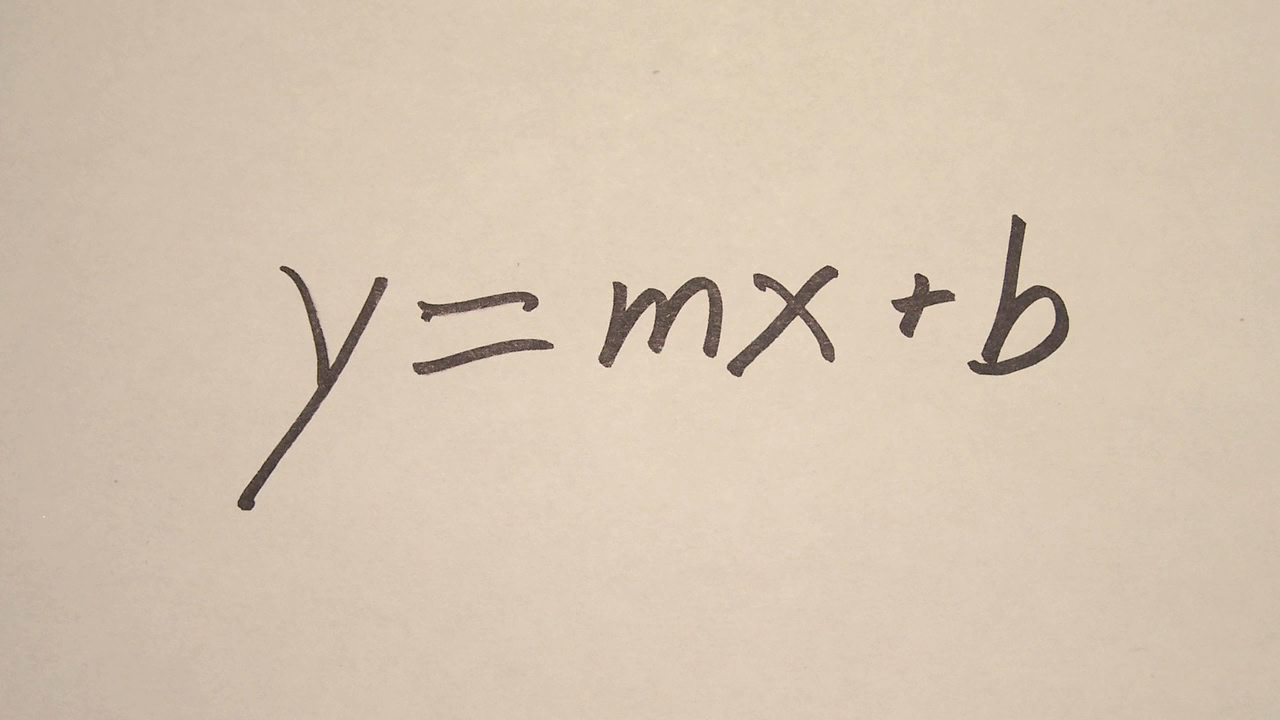 y = mx + b